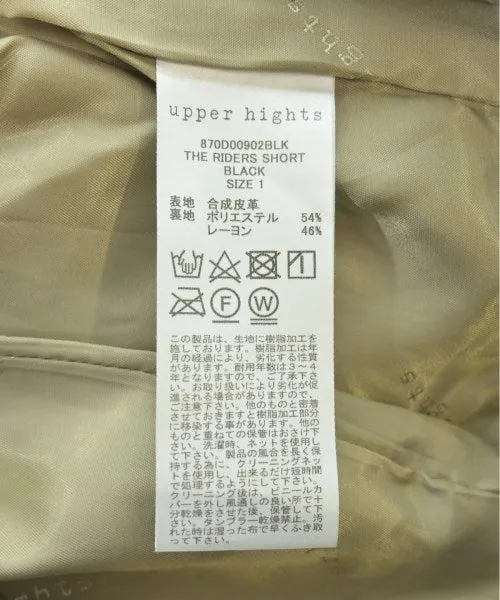 ghts
upper hights
870D00902BLK
THE RIDERS SHORT
BLACK
SIZE 1
表地 合成皮革
裏地 ポリエステル 54%
レーヨン 46%
F W
この製品は、生地に樹脂加工を
施しております。樹脂加工は年
月の経過により、劣化する性質
があります。耐用年数は3~4
年となりますので、ご了承下さ
い。お取り扱いにより劣化が促
進される場合がありますので、
ご注意下さい。他のものと密着
させておきますと樹脂加工部分
に移染する事があります。他の
ものと重ねての保管はおさけ下
さい。洗濯時、ネットを使用し
て下さい。製品の風合を長く保
持する為に、クリーニングネッ
トを使用し、出来るだけ短時間
で処理するようにして下さい。
クリーニング後は、ビニールカ
バーを外し風通しの良い所で十
分乾燥をさせた後、保管して下
さい。タンブラー乾燥禁止。汚
れた時は湿った布で早くふき取
って下さい。
hights